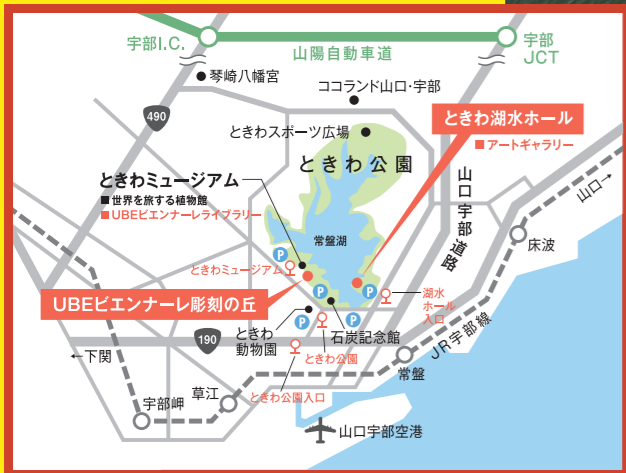 宇部I.C.
山陽自動車道
宇部
JCT
琴崎八幡宮
ココランド山口・宇部
490
ときわスポーツ広場
ときわ湖水ホール
■アートギャラリー
ときわ公園
ときわミュージアム
■世界を旅する植物館
■UBEビエンナーレライブラリー
山口宇部道路
山口→
常盤湖
床波
P
ときわミュージアム
UBEビエンナーレ彫刻の丘
P
P
湖水
ホール
入口
P
ときわ
動物園
石炭記念館
190
ときわ公園
JR宇部線
←下関
常盤
草江
ときわ公園入口
宇部岬
山口宇部空港